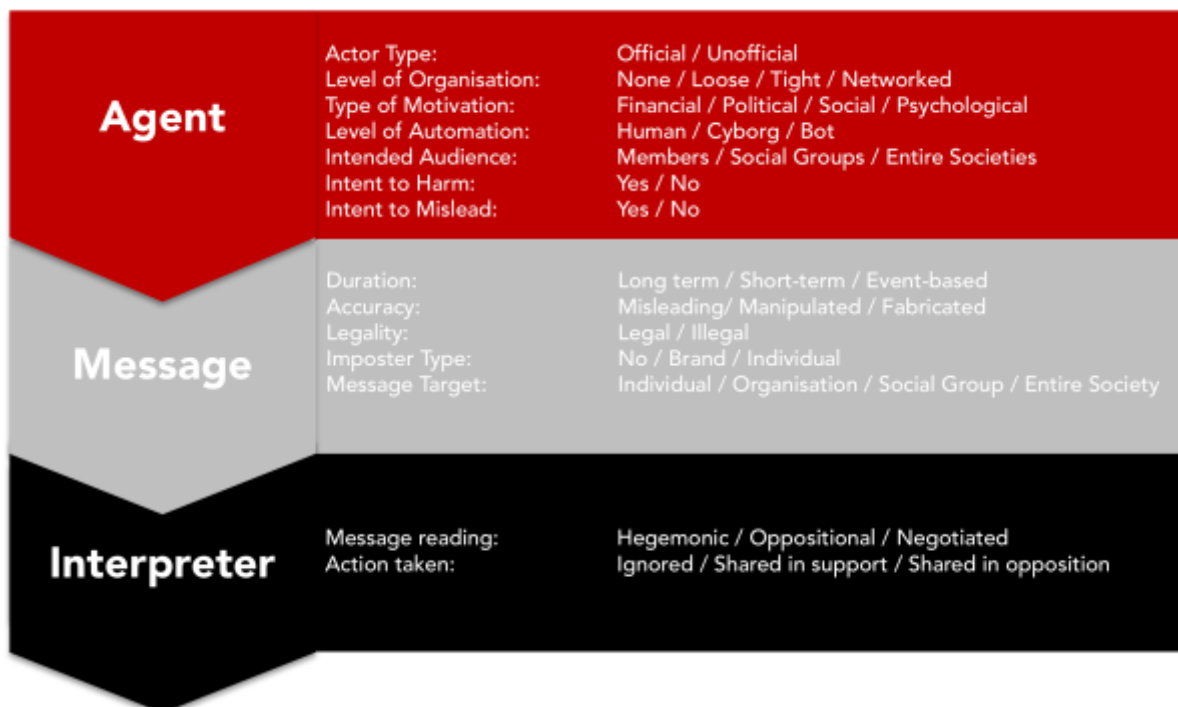 Agent
Actor Type: Official / Unofficial
Level of Organisation: None / Loose / Tight / Networked
Type of Motivation: Financial / Political / Social / Psychological
Level of Automation: Human / Cyborg / Bot
Intended Audience: Members / Social Groups / Entire Societies
Intent to Harm: Yes / No
Intent to Mislead: Yes / No
Message
Duration: Long term / Short-term / Event-based
Accuracy: Misleading/ Manipulated / Fabricated
Legality: Legal / Illegal
Imposter Type: No / Brand / Individual
Message Target: Individual / Organisation / Social Group / Entire Society
Interpreter
Message reading: Hegemonic / Oppositional / Negotiated
Action taken: Ignored / Shared in support / Shared in opposition